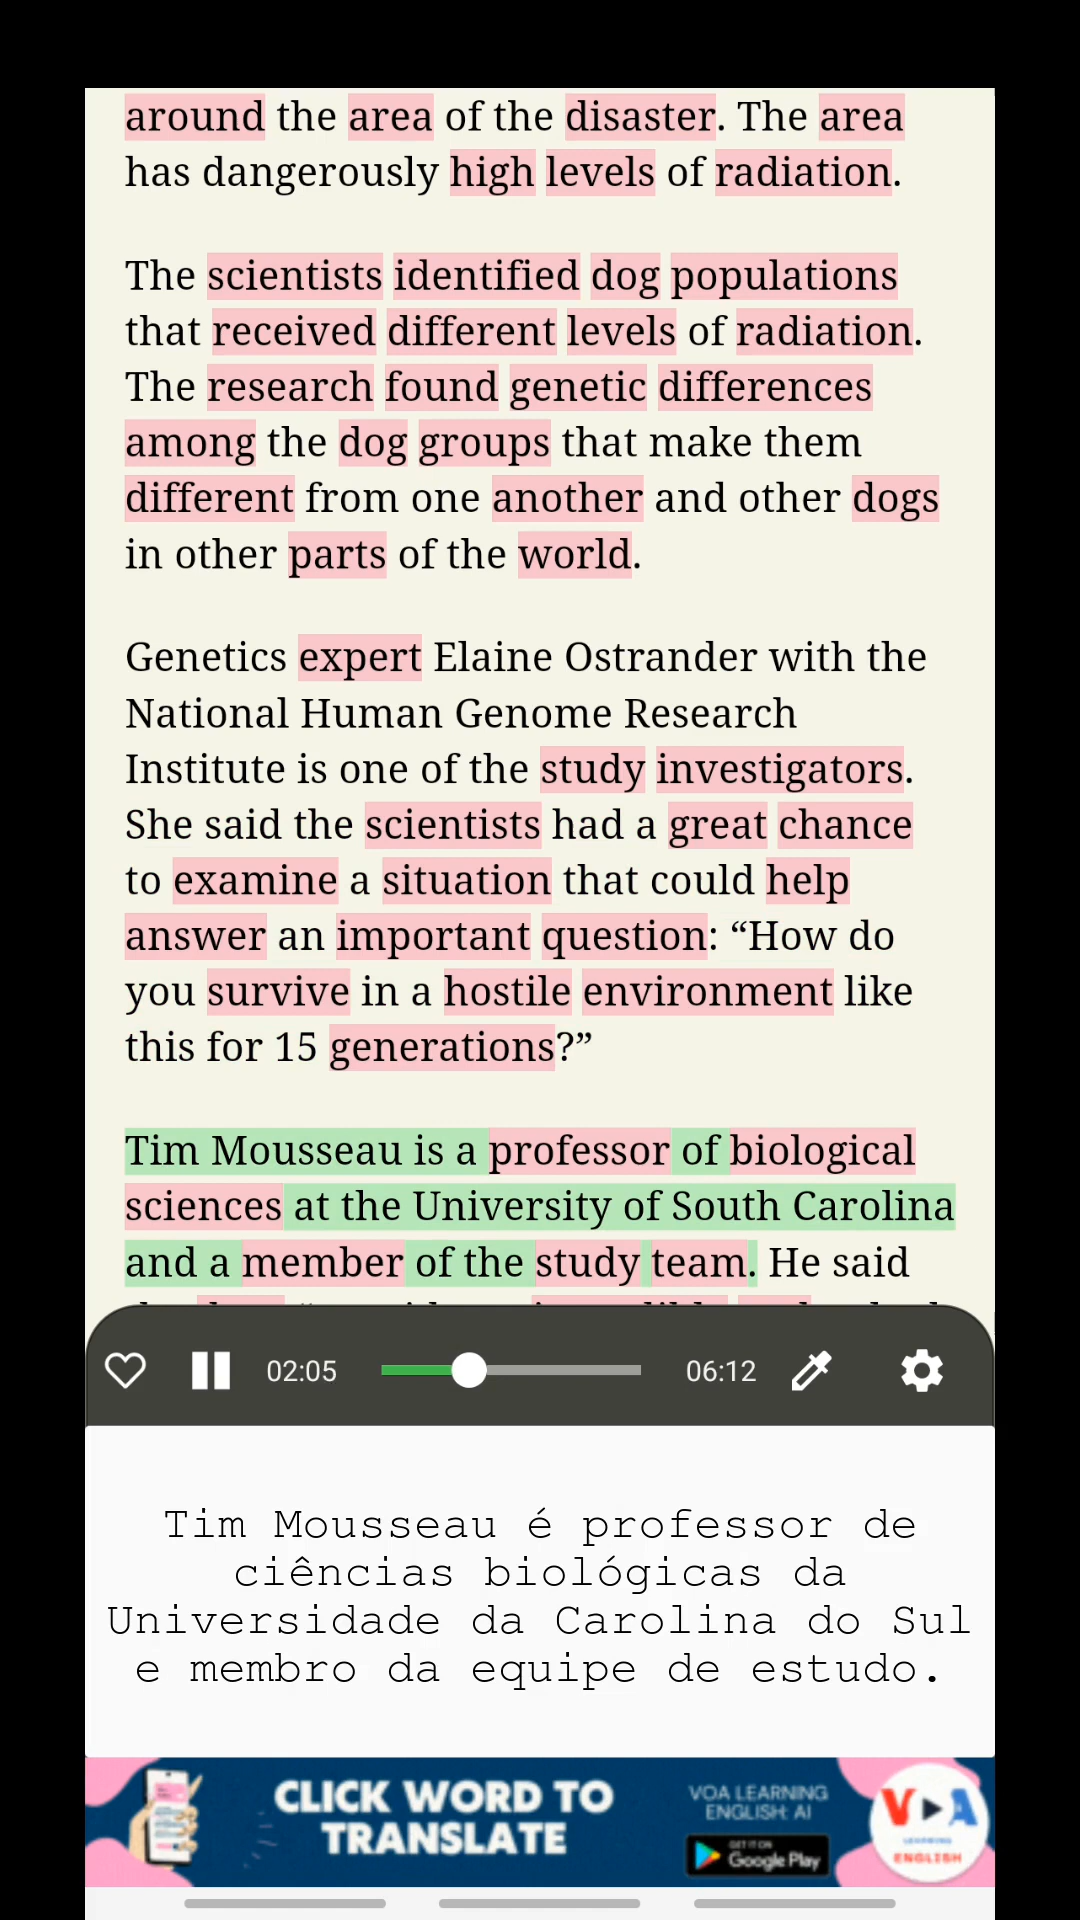 around the area of the disaster. The area
has dangerously high levels of radiation.
The scientists identified dog populations
that received different levels of radiation.
The research found genetic differences
among the dog groups that make them
different from one another and other dogs
in other parts of the world.
Genetics expert Elaine Ostrander with the
National Human Genome Research
Institute is one of the study investigators.
She said the scientists had a great chance
to examine a situation that could help
answer an important question: “How do
you survive in a hostile environment like
this for 15 generations?”
Tim Mousseau is a professor of biological
sciences at the University of South Carolina
and a member of the study team. He said
02:05
06:12
Tim Mousseau é professor de
ciências biológicas da
Universidade da Carolina do Sul
e membro da equipe de estudo.
CLICK WORD TO
TRANSLATE
VOA LEARNING
ENGLISH: AI
GET IT ON
Google Play
VOA
LEARNING
ENGLISH